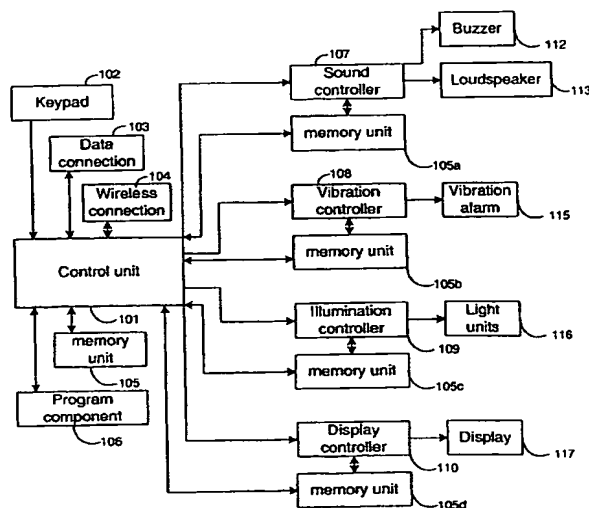 102
Keypad
103
Data
connection
104
Wireless
connection
Control unit
101
memory
unit
105
Program
component
106
107
Sound
controller
Buzzer
112
Loudspeaker
113
memory unit
105a
108
Vibration
controller
Vibration
alarm
115
memory unit
105b
Illumination
controller
109
Light
units
116
memory unit
105c
Display
controller
110
Display
117
memory unit
105d